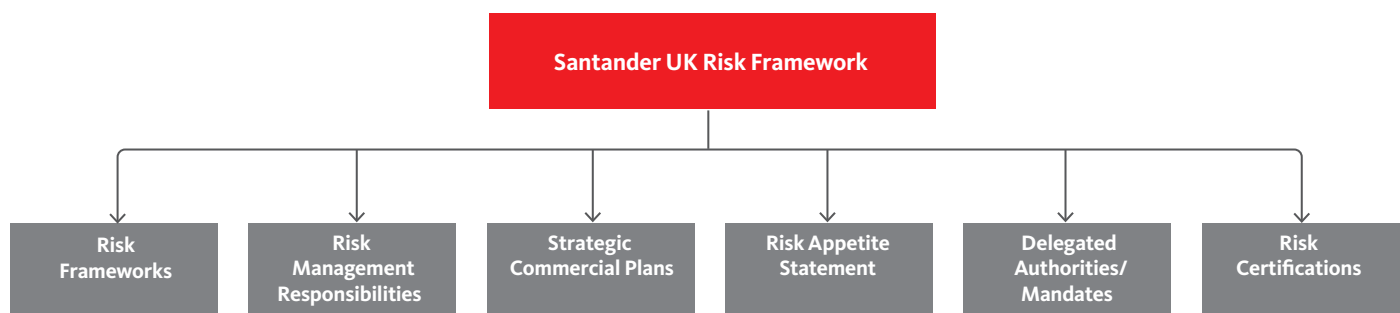 Santander UK Risk Framework
Risk
Frameworks
Risk
Management
Responsibilities
Strategic
Commercial Plans
Risk Appetite
Statement
Delegated
Authorities/
Mandates
Risk
Certifications